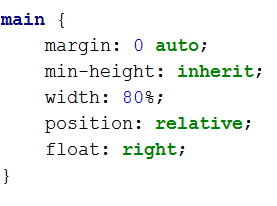 main {
    margin: 0 auto;
    min-height: inherit;
    width: 80%;
    position: relative;
    float: right;
}